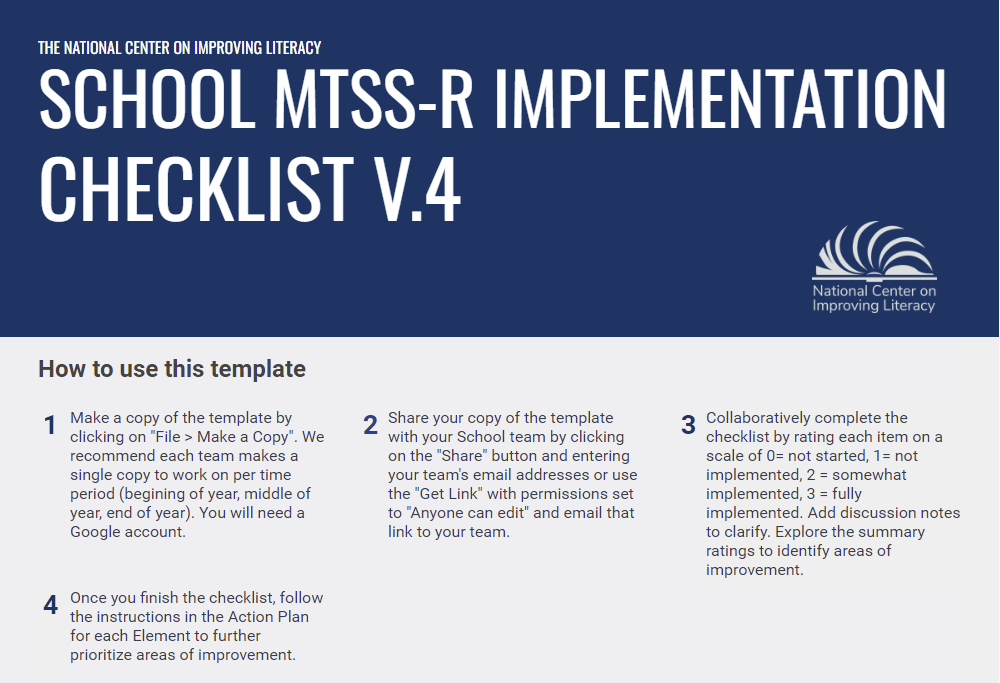 THE NATIONAL CENTER ON IMPROVING LITERACY
SCHOOL MTSS-R IMPLEMENTATION
CHECKLIST V.4
National Center on
Improving Literacy
How to use this template
1
Make a copy of the template by
clicking on "File > Make a Copy". We
recommend each team makes a
single copy to work on per time
period (begining of year, middle of
year, end of year). You will need a
Google account.
2
Share your copy of the template
with your School team by clicking
on the "Share" button and entering
your team's email addresses or use
the "Get Link" with permissions set
to "Anyone can edit" and email that
link to your team.
3
Collaboratively complete the
checklist by rating each item on a
scale of 0= not started, 1= not
implemented, 2 = somewhat
implemented, 3 = fully
implemented. Add discussion notes
to clarify. Explore the summary
ratings to identify areas of
improvement.
4
Once you finish the checklist, follow
the instructions in the Action Plan
for each Element to further
prioritize areas of improvement.